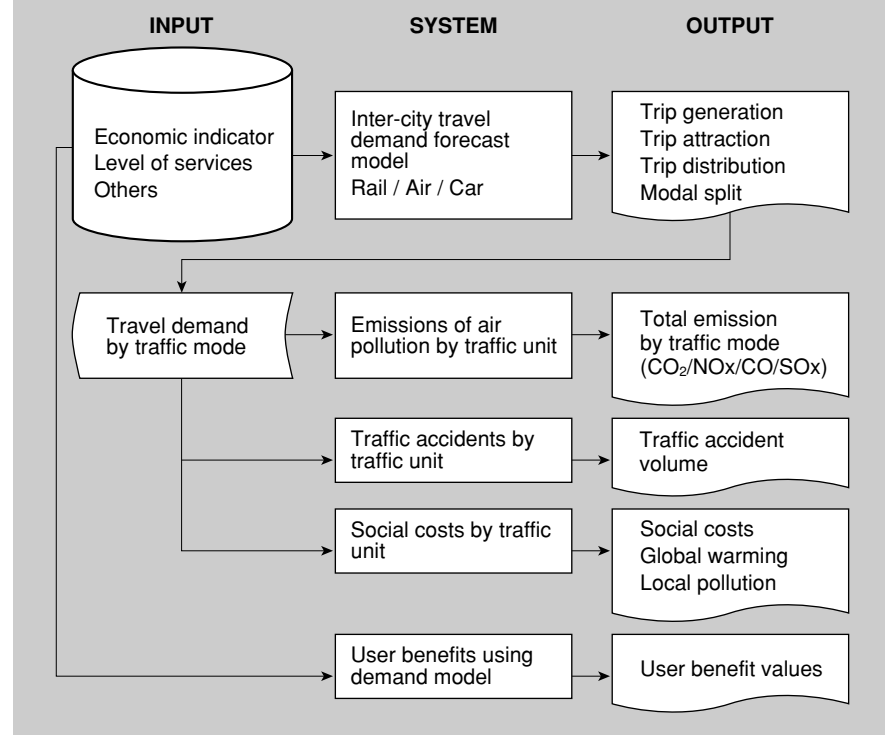 INPUT
SYSTEM
OUTPUT
Economic indicator
Level of services
Others
Inter-city travel
demand forecast
model
Rail / Air / Car
Trip generation
Trip attraction
Trip distribution
Modal split
Travel demand
by traffic mode
Emissions of air
pollution by traffic unit
Total emission
by traffic mode
(CO₂/NOx/CO/SOx)
Traffic accidents by
traffic unit
Traffic accident
volume
Social costs by traffic
unit
Social costs
Global warming
Local pollution
User benefits using
demand model
User benefit values